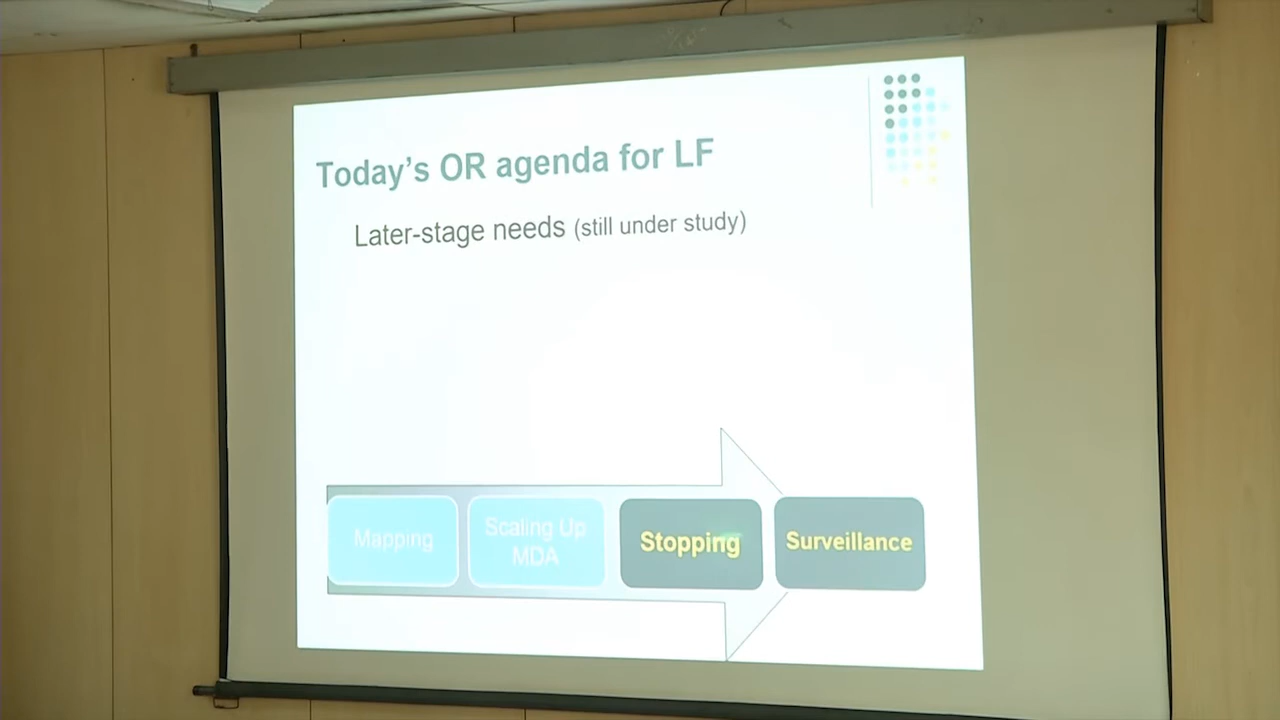 Today's OR agenda for LF
Later-stage needs (still under study)
Mapping
Scaling Up
MDA
Stopping
Surveillance